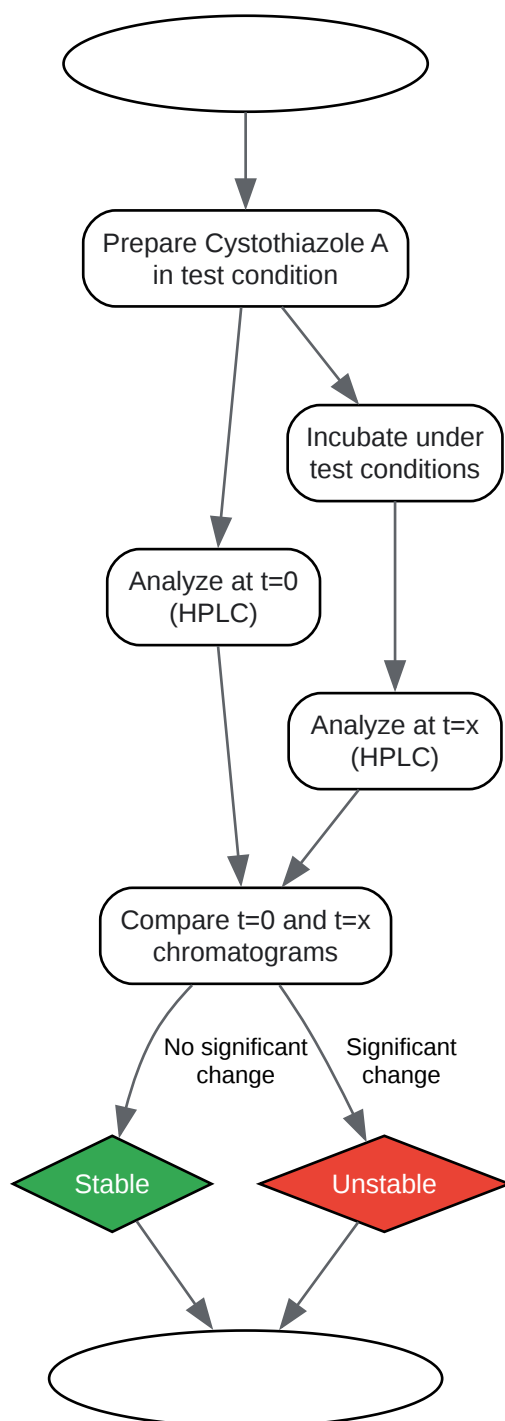 Prepare Cystothiazole A
in test condition
Incubate under
test conditions
Analyze at t=0
(HPLC)
Analyze at t=x
(HPLC)
Compare t=0 and t=x
chromatograms
No significant
change
Significant
change
Stable
Unstable